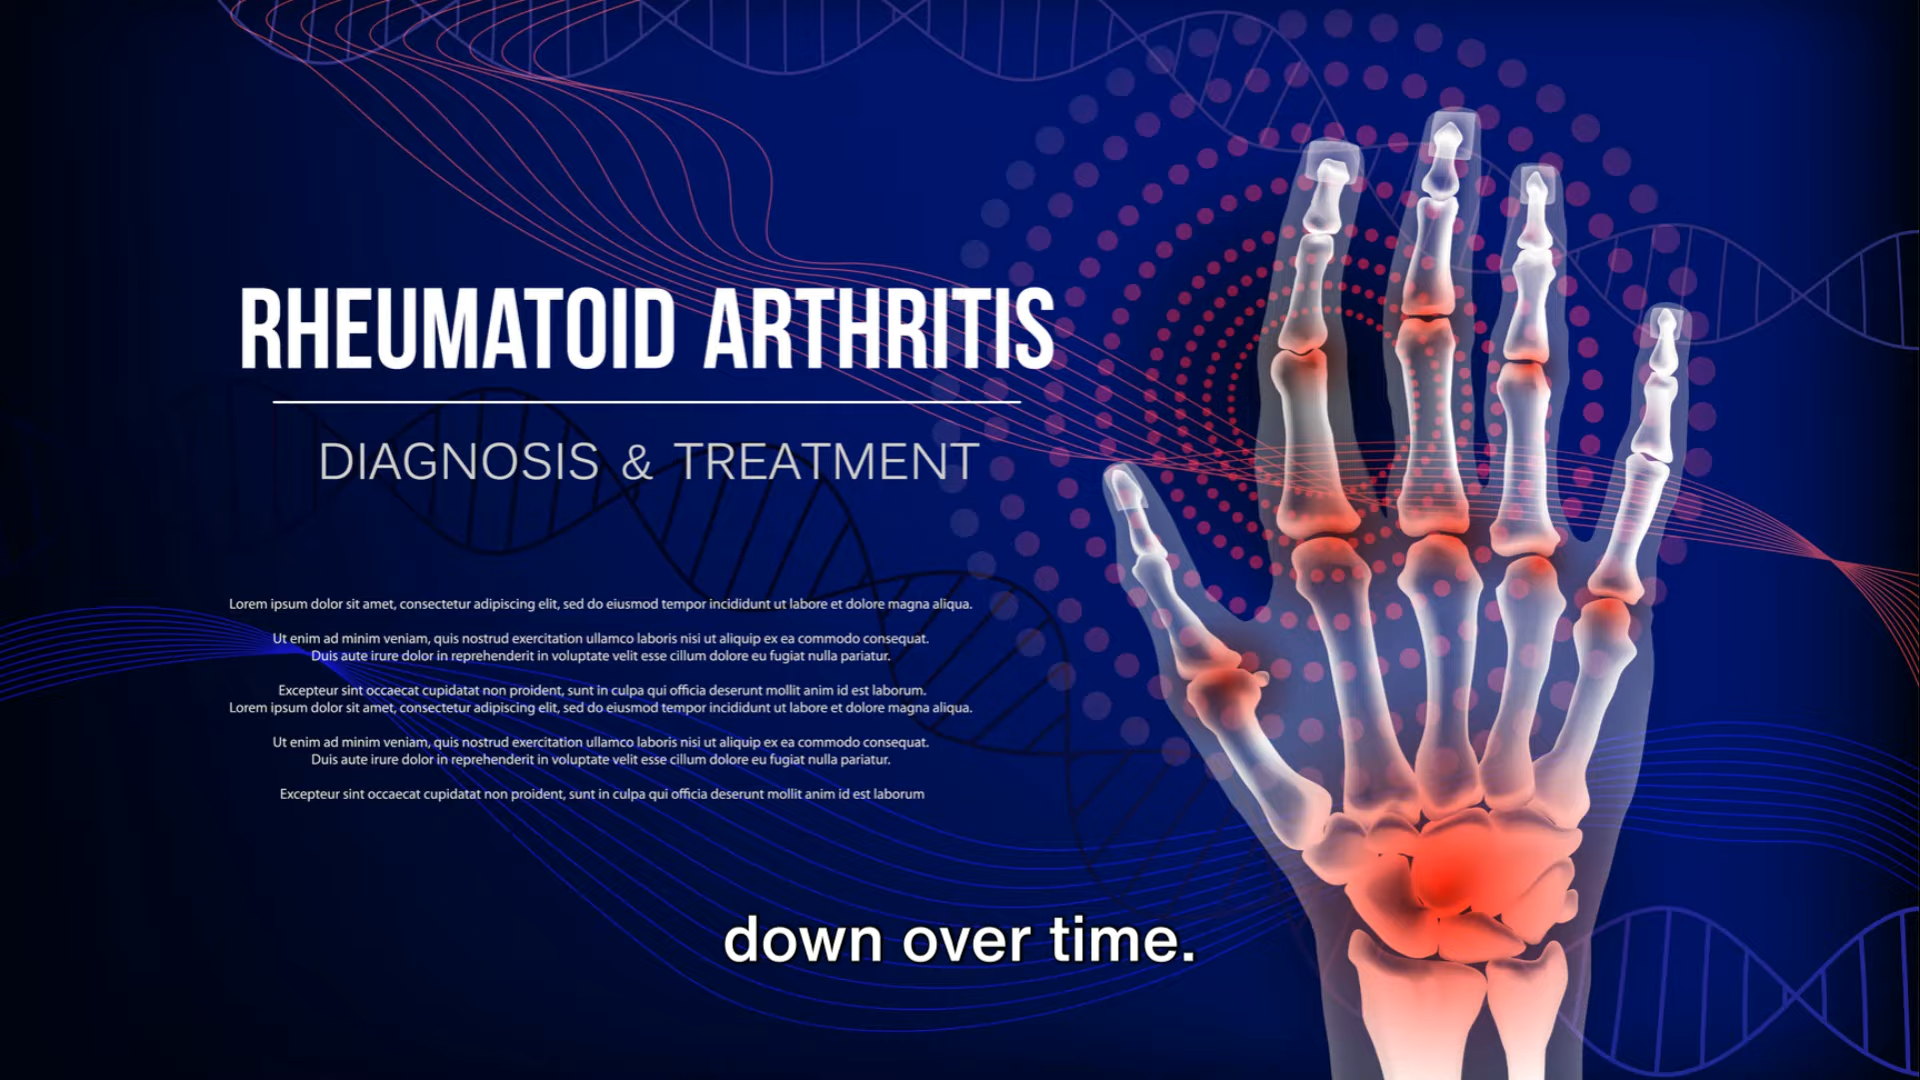 RHEUMATOID ARTHRITIS
DIAGNOSIS & TREATMENT
Lorem ipsum dolor sit amet, consectetur adipiscing elit, sed do eiusmod tempor incididunt ut labore et dolore magna aliqua.
Ut enim ad minim veniam, quis nostrud exercitation ullamco laboris nisi ut aliquip ex ea commodo consequat.
Duis aute irure dolor in reprehenderit in voluptate velit esse cillum dolore eu fugiat nulla pariatur.
Excepteur sint occaecat cupidatat non proident, sunt in culpa qui officia deserunt mollit anim id est laborum.
Lorem ipsum dolor sit amet, consectetur adipiscing elit, sed do eiusmod tempor incididunt ut labore et dolore magna aliqua.
Ut enim ad minim veniam, quis nostrud exercitation ullamco laboris nisi ut aliquip ex ea commodo consequat.
Duis aute irure dolor in reprehenderit in voluptate velit esse cillum dolore eu fugiat nulla pariatur.
Excepteur sint occaecat cupidatat non proident, sunt in culpa qui officia deserunt mollit anim id est laborum
down over time.